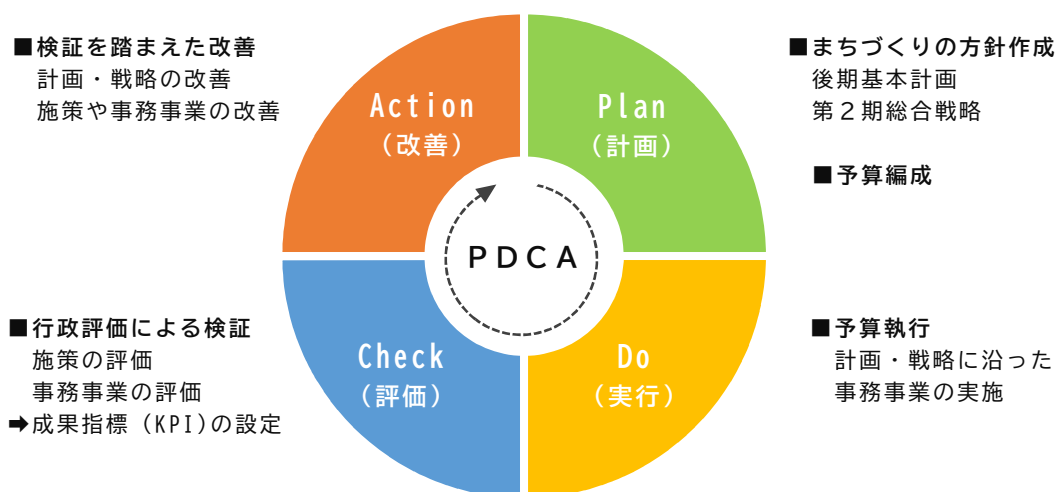 ■検証を踏まえた改善
計画・戦略の改善
施策や事務事業の改善
Action
(改善)
Plan
(計画)
■まちづくりの方針作成
後期基本計画
第２期総合戦略
■予算編成
ＰＤＣＡ
■行政評価による検証
施策の評価
事務事業の評価
➡成果指標（KPI)の設定
Check
(評価)
Do
(実行)
■予算執行
計画・戦略に沿った
事務事業の実施